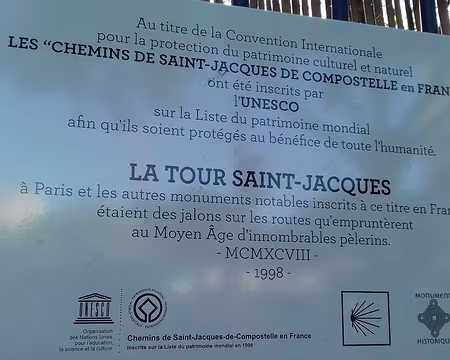 Au titre de la Convention Internationale
pour la protection du patrimoine culturel et naturel
LES “CHEMINS DE SAINT-JACQUES DE COMPOSTELLE en FRAN
ont été inscrits par
l'UNESCO
sur la Liste du patrimoine mondial
afin qu'ils soient protégés au bénéfice de toute l'humanité.
LA TOUR SAINT-JACQUES
à Paris et les autres monuments notables inscrits à ce titre en Fran
étaient des jalons sur les routes qu'empruntèrent
au Moyen Âge d'innombrables pèlerins.
- MCMXCVIII -
- 1998 -
UNESCO
Organisation
des Nations Unies
pour l'éducation,
la science et la culture
Chemins de Saint-Jacques-de-Compostelle en France
inscrits sur la Liste du patrimoine mondial en 1998
MONUMENT
HISTORIQUE